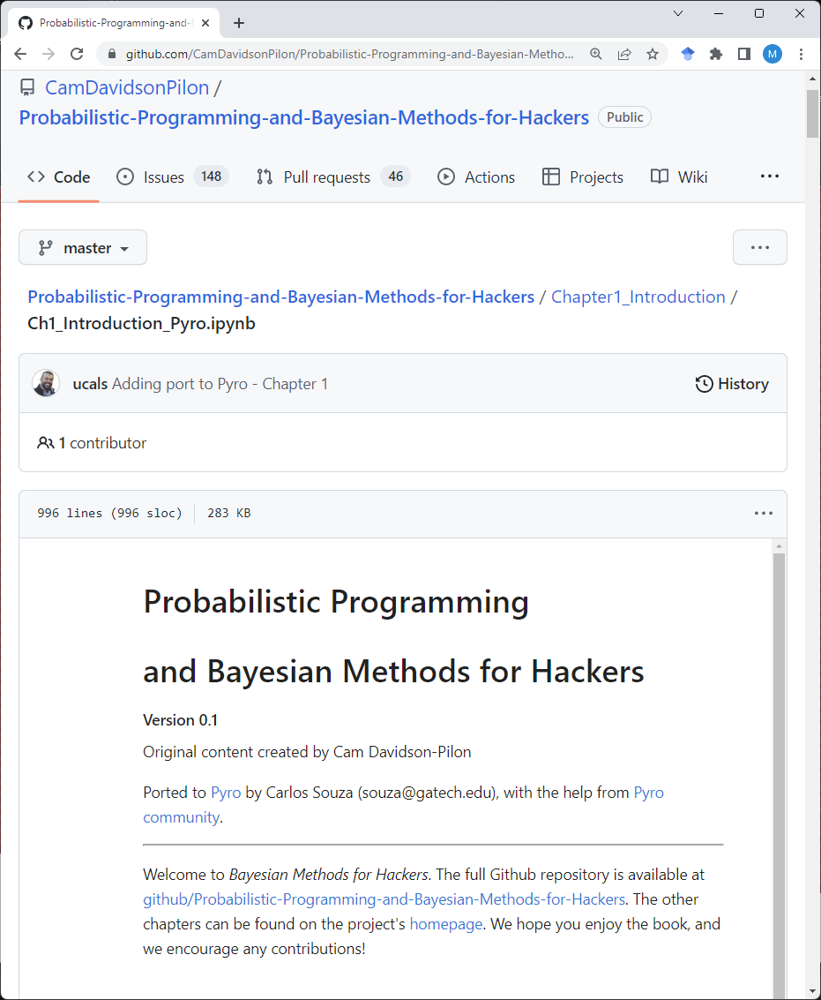 Probabilistic-Programming-and-
github.com/CamDavidsonPilon/Probabilistic-Programming-and-Bayesian-Metho...
M
CamDavidsonPilon /
Probabilistic-Programming-and-Bayesian-Methods-for-Hackers Public
Code Issues 148 Pull requests 46 Actions Projects Wiki ...
master ...
Probabilistic-Programming-and-Bayesian-Methods-for-Hackers / Chapter1_Introduction /
Ch1_Introduction_Pyro.ipynb
ucals Adding port to Pyro - Chapter 1 History
1 contributor
996 lines (996 sloc) 283 KB ...
Probabilistic Programming
and Bayesian Methods for Hackers
Version 0.1
Original content created by Cam Davidson-Pilon
Ported to Pyro by Carlos Souza (souza@gatech.edu), with the help from Pyro
community.
Welcome to Bayesian Methods for Hackers. The full Github repository is available at
github/Probabilistic-Programming-and-Bayesian-Methods-for-Hackers. The other
chapters can be found on the project's homepage. We hope you enjoy the book, and
we encourage any contributions!